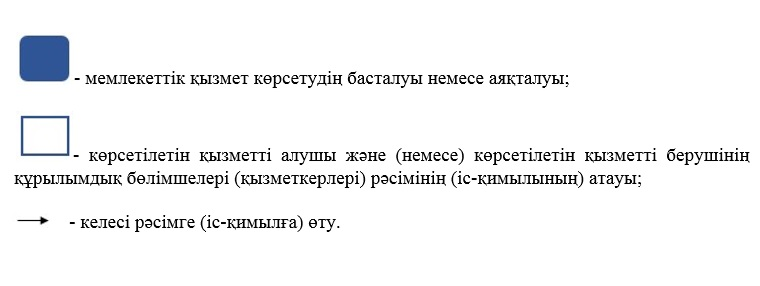 - мемлекеттік қызмет көрсетудің басталуы немесе аяқталуы;
- көрсетілетін қызметті алушы және (немесе) көрсетілетін қызметті берушінің
құрылымдық бөлімшелері (қызметкерлері) рәсімінің (іс-қимылының) атауы;
- келесі рәсімге (іс-қимылға) өту.